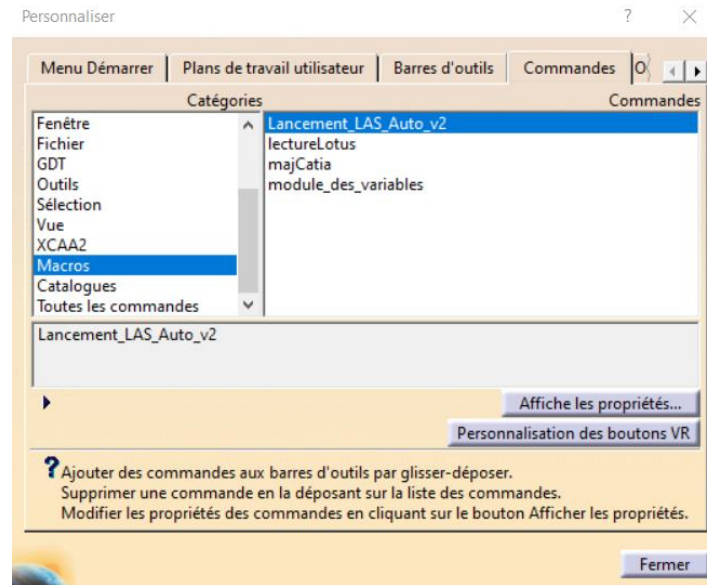 Personnaliser
Menu Démarrer
Plans de travail utilisateur
Barres d'outils
Commandes
O
Catégories
Commandes
Fenêtre
Fichier
GDT
Outils
Sélection
Vue
XCAA2
Macros
Catalogues
Toutes les commandes
Lancement_LAS_Auto_v2
lectureLotus
majCatia
module_des_variables
Lancement_LAS_Auto_v2
Affiche les propriétés...
Personnalisation des boutons VR
Ajouter des commandes aux barres d'outils par glisser-déposer.
Supprimer une commande en la déposant sur la liste des commandes.
Modifier les propriétés des commandes en cliquant sur le bouton Afficher les propriétés.
Fermer